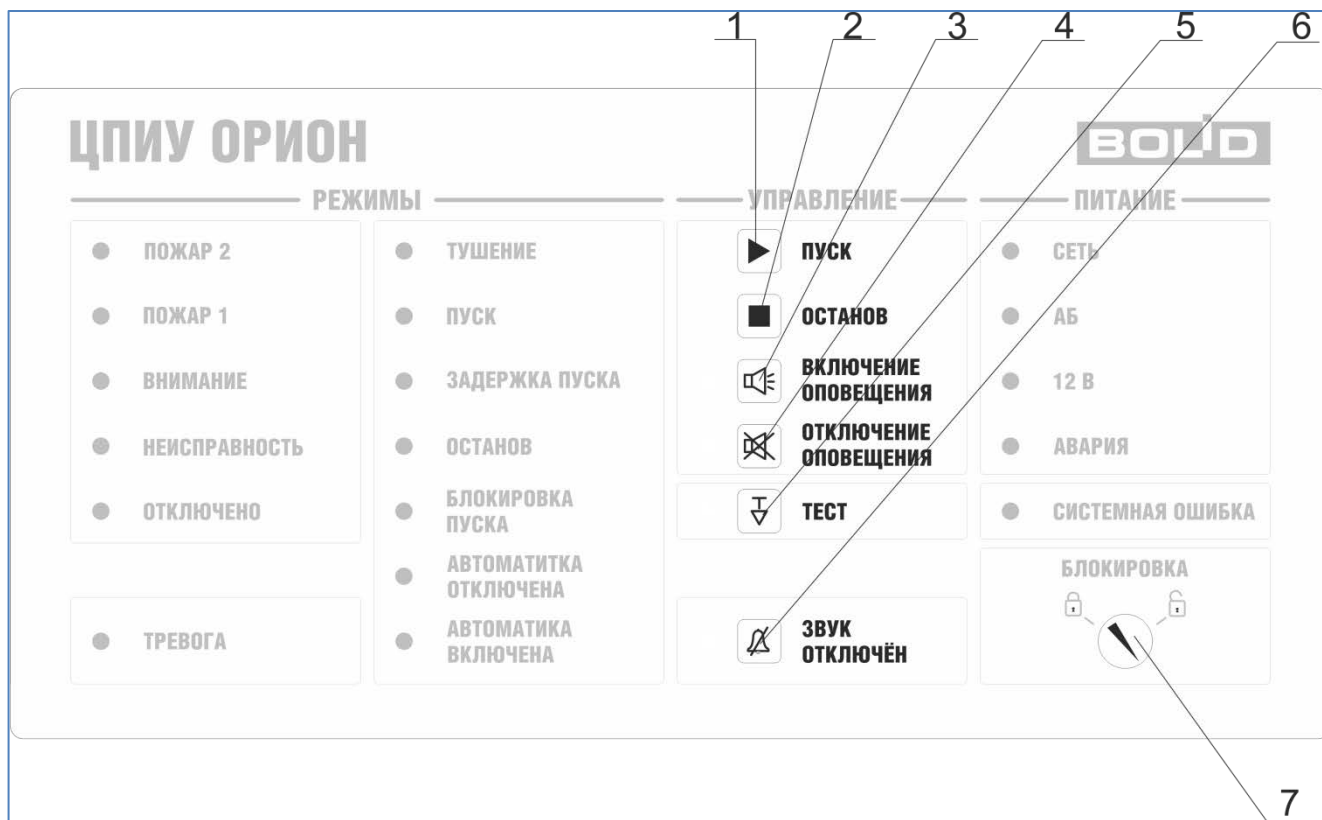 1 2 3 4 5 6
ЦПИУ ОРИОН
BOLID
РЕЖИМЫ
УПРАВЛЕНИЕ
ПИТАНИЕ
ПОЖАР 2
ПОЖАР 1
ВНИМАНИЕ
НЕИСПРАВНОСТЬ
ОТКЛЮЧЕНО
ТРЕВОГА
ТУШЕНИЕ
ПУСК
ЗАДЕРЖКА ПУСКА
ОСТАНОВ
БЛОКИРОВКА
ПУСКА
АВТОМАТИТКА
ОТКЛЮЧЕНА
АВТОМАТИКА
ВКЛЮЧЕНА
ПУСК
ОСТАНОВ
ВКЛЮЧЕНИЕ
ОПОВЕЩЕНИЯ
ОТКЛЮЧЕНИЕ
ОПОВЕЩЕНИЯ
Т
ТЕСТ
ЗВУК
ОТКЛЮЧЁН
СЕТЬ
АБ
12 В
АВАРИЯ
СИСТЕМНАЯ ОШИБКА
БЛОКИРОВКА
7